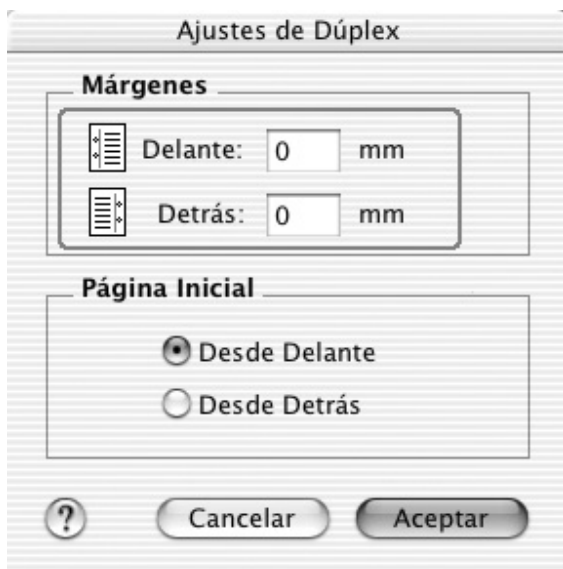 Ajustes de Dúplex
Márgenes
Delante: 0 mm
Detrás: 0 mm
Página Inicial
Desde Delante
Desde Detrás
? Cancelar Aceptar